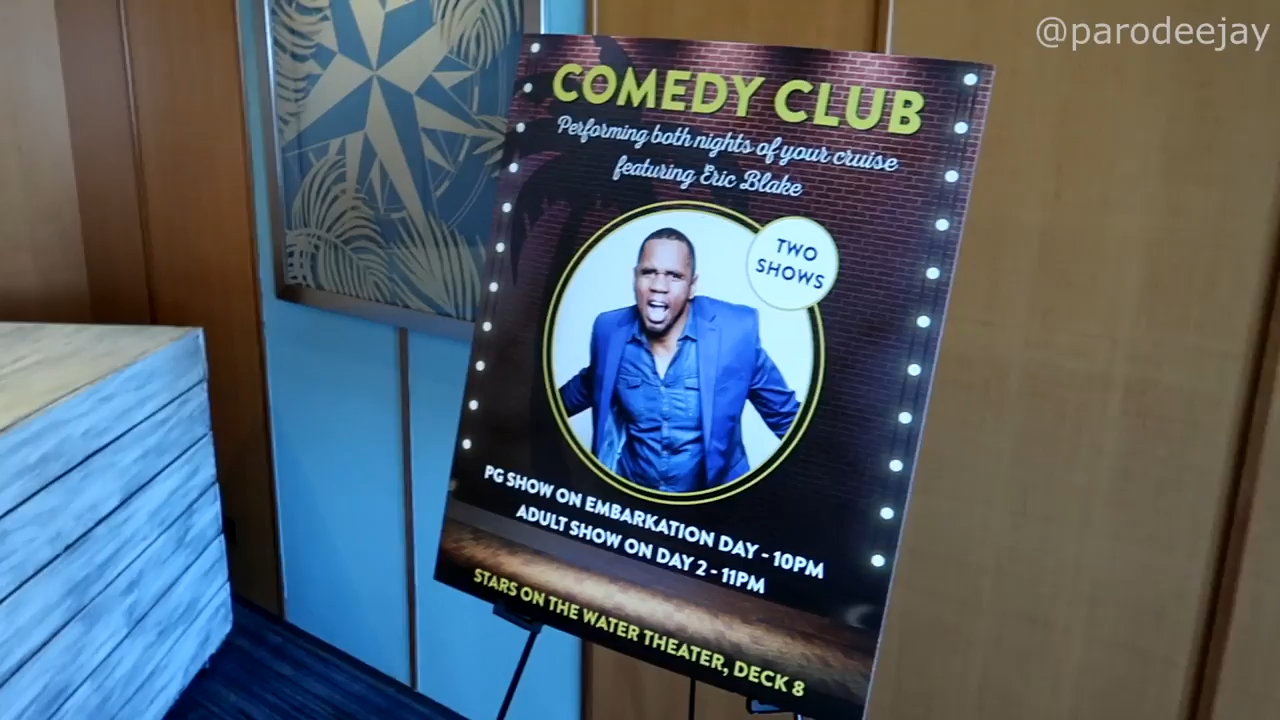 @parodeejay
COMEDY CLUB
Performing both nights of your cruise
featuring Eric Blake
TWO
SHOWS
PG SHOW ON EMBARKATION DAY - 10PM
ADULT SHOW ON DAY 2 - 11PM
STARS ON THE WATER THEATER, DECK 8